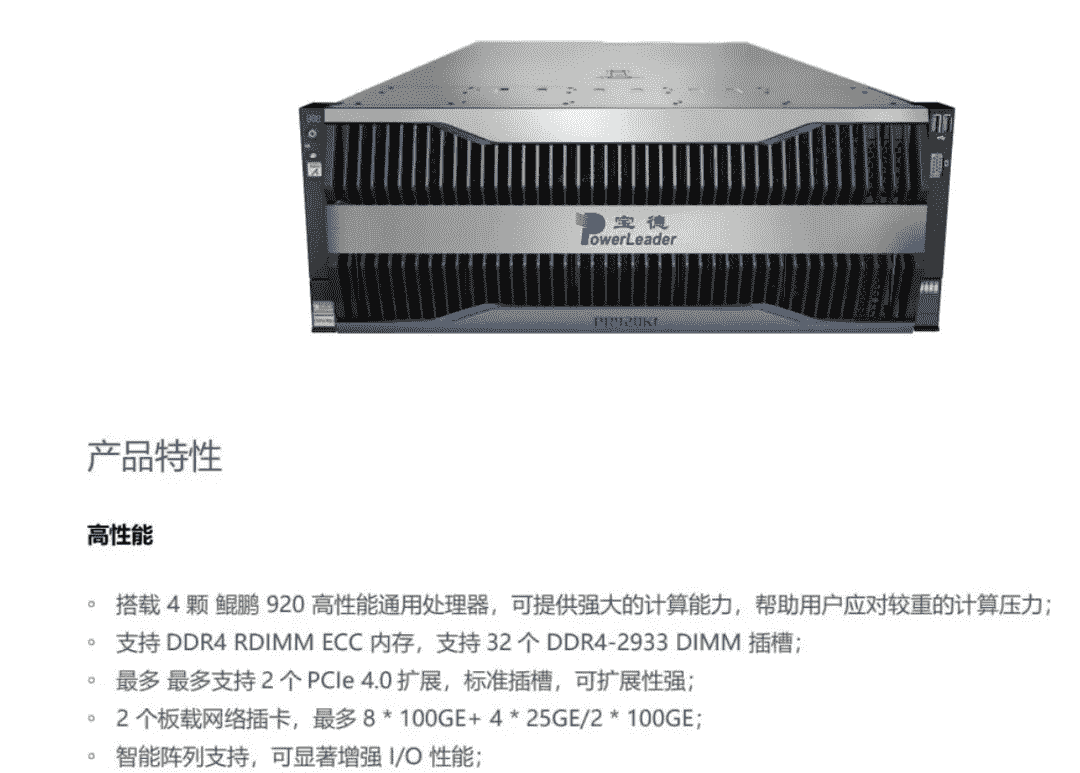 宝德
PowerLeader
产品特性
高性能
搭载 4 颗 鲲鹏 920 高性能通用处理器，可提供强大的计算能力，帮助用户应对较重的计算压力；
支持 DDR4 RDIMM ECC 内存，支持 32 个 DDR4-2933 DIMM 插槽；
最多 最多支持 2 个 PCIe 4.0 扩展，标准插槽，可扩展性强；
2 个板载网络插卡，最多 8 * 100GE+ 4 * 25GE/2 * 100GE；
智能阵列支持，可显著增强 I/O 性能；